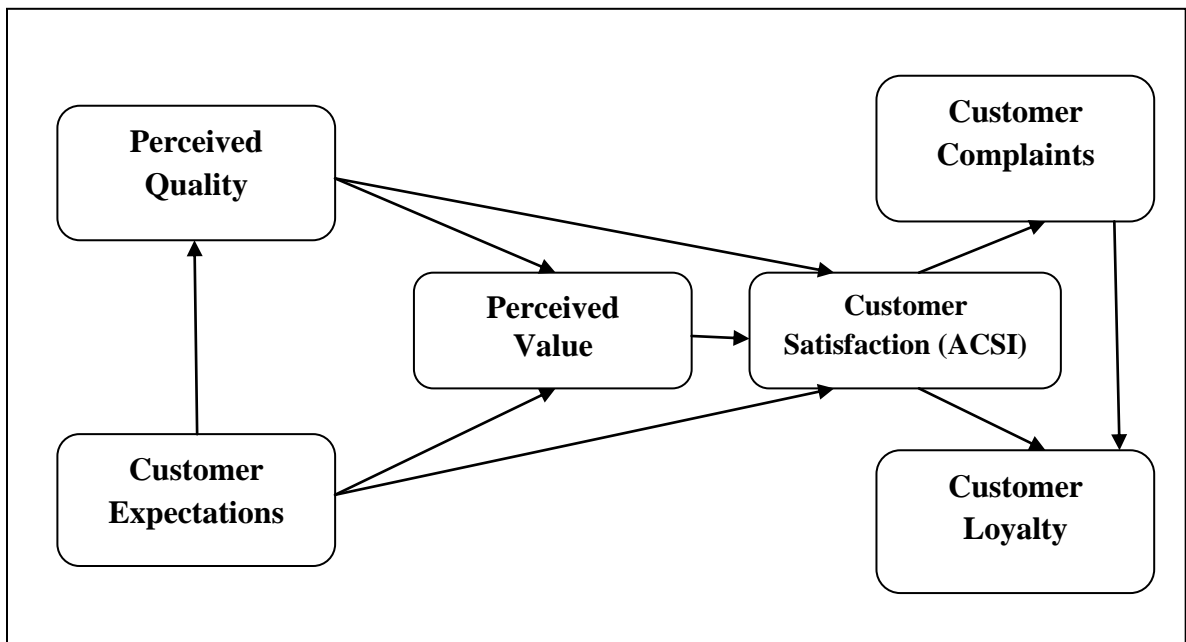 Perceived
Quality
Customer
Complaints
Perceived
Value
Customer
Satisfaction (ACSI)
Customer
Expectations
Customer
Loyalty